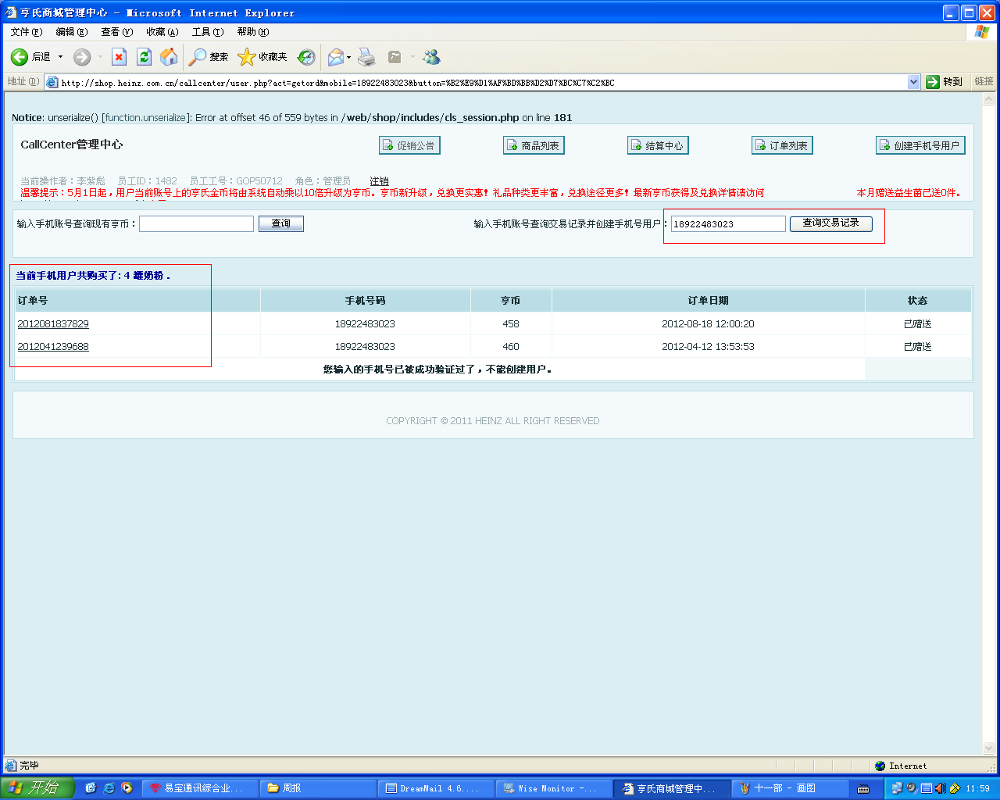 亨氏商城管理中心 - Microsoft Internet Explorer
文件(F) 编辑(E) 查看(V) 收藏(A) 工具(T) 帮助(H)
后退 搜索 收藏夹
地址(D) http://shop.heinz.com.cn/callcenter/user.php?act=getord&mobile=18922483023&button=%B2%E9%D1%AF%BD%BB%D2%D7%BC%C7%C2%BC 转到 链接
Notice: unserialize() [function.unserialize]: Error at offset 46 of 559 bytes in /web/shop/includes/cls_session.php on line 181
CallCenter管理中心 促销公告 商品列表 结算中心 订单列表 创建手机号用户
当前操作者：李紫彪 员工ID：1482 员工工号：GOP50712 角色：管理员 注销
温馨提示：5月1日起，用户当前账号上的亨氏金币将由系统自动乘以10倍升级为亨币。亨币新升级，兑换更实惠！礼品种类更丰富，兑换途径更多！最新亨币获得及兑换详情请访问 本月赠送益生菌已送0件。
输入手机账号查询现有亨币： 查询 输入手机账号查询交易记录并创建手机号用户： 18922483023 查询交易记录
当前手机用户共购买了: 4 罐奶粉 .
订单号 手机号码 亨币 订单日期 状态
2012081837829 18922483023 458 2012-08-18 12:00:20 已赠送
2012041239688 18922483023 460 2012-04-12 13:53:53 已赠送
您输入的手机号已被成功验证过了，不能创建用户。
COPYRIGHT © 2011 HEINZ ALL RIGHT RESERVED
完毕 Internet
开始 易宝通讯综合业... 周报 DreamMail 4.6.... Wise Monitor -... 亨氏商城管理中... 十一部 - 画图 11:59